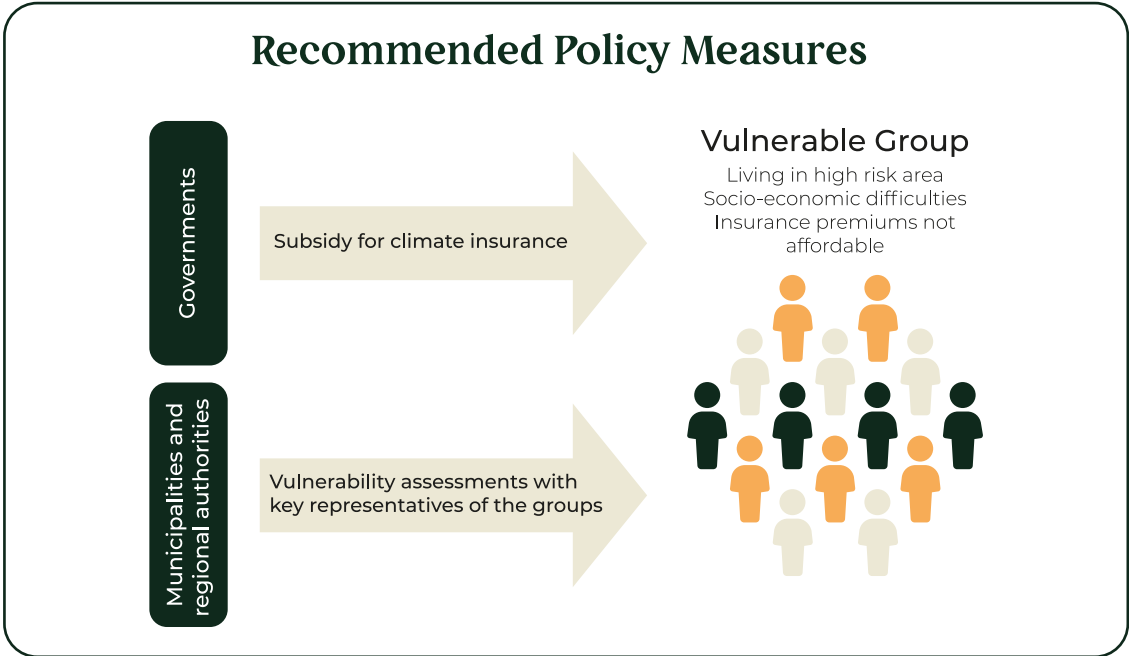 Recommended Policy Measures
Governments
Subsidy for climate insurance
Vulnerable Group
Living in high risk area
Socio-economic difficulties
Insurance premiums not
affordable
Municipalities and
regional authorities
Vulnerability assessments with
key representatives of the groups